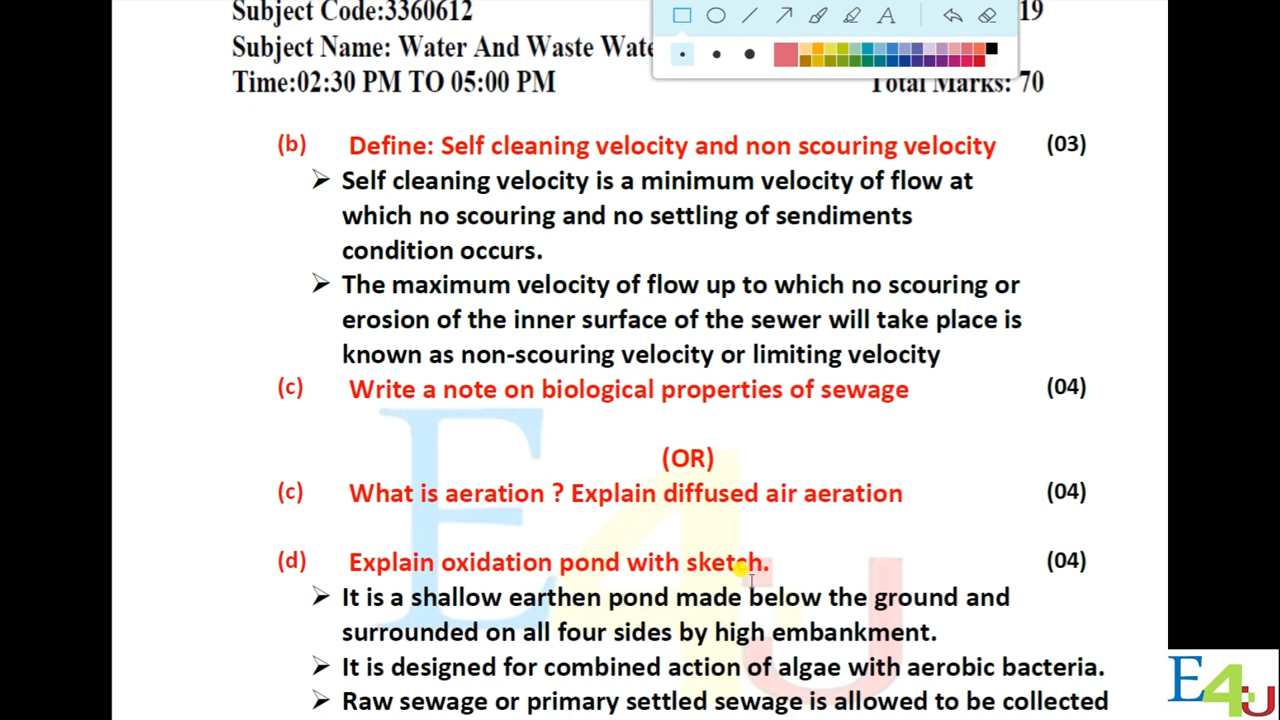 Subject Code:3360612
19
Subject Name: Water And Waste Wate
Time:02:30 PM TO 05:00 PM
Total Marks: 70
A
(b) Define: Self cleaning velocity and non scouring velocity (03)
➢ Self cleaning velocity is a minimum velocity of flow at
which no scouring and no settling of sendiments
condition occurs.
➢ The maximum velocity of flow up to which no scouring or
erosion of the inner surface of the sewer will take place is
known as non-scouring velocity or limiting velocity
(c) Write a note on biological properties of sewage (04)
(OR)
(c) What is aeration ? Explain diffused air aeration (04)
(d) Explain oxidation pond with sketch. (04)
➢ It is a shallow earthen pond made below the ground and
surrounded on all four sides by high embankment.
➢ It is designed for combined action of algae with aerobic bacteria.
➢ Raw sewage or primary settled sewage is allowed to be collected
E4U
E4U